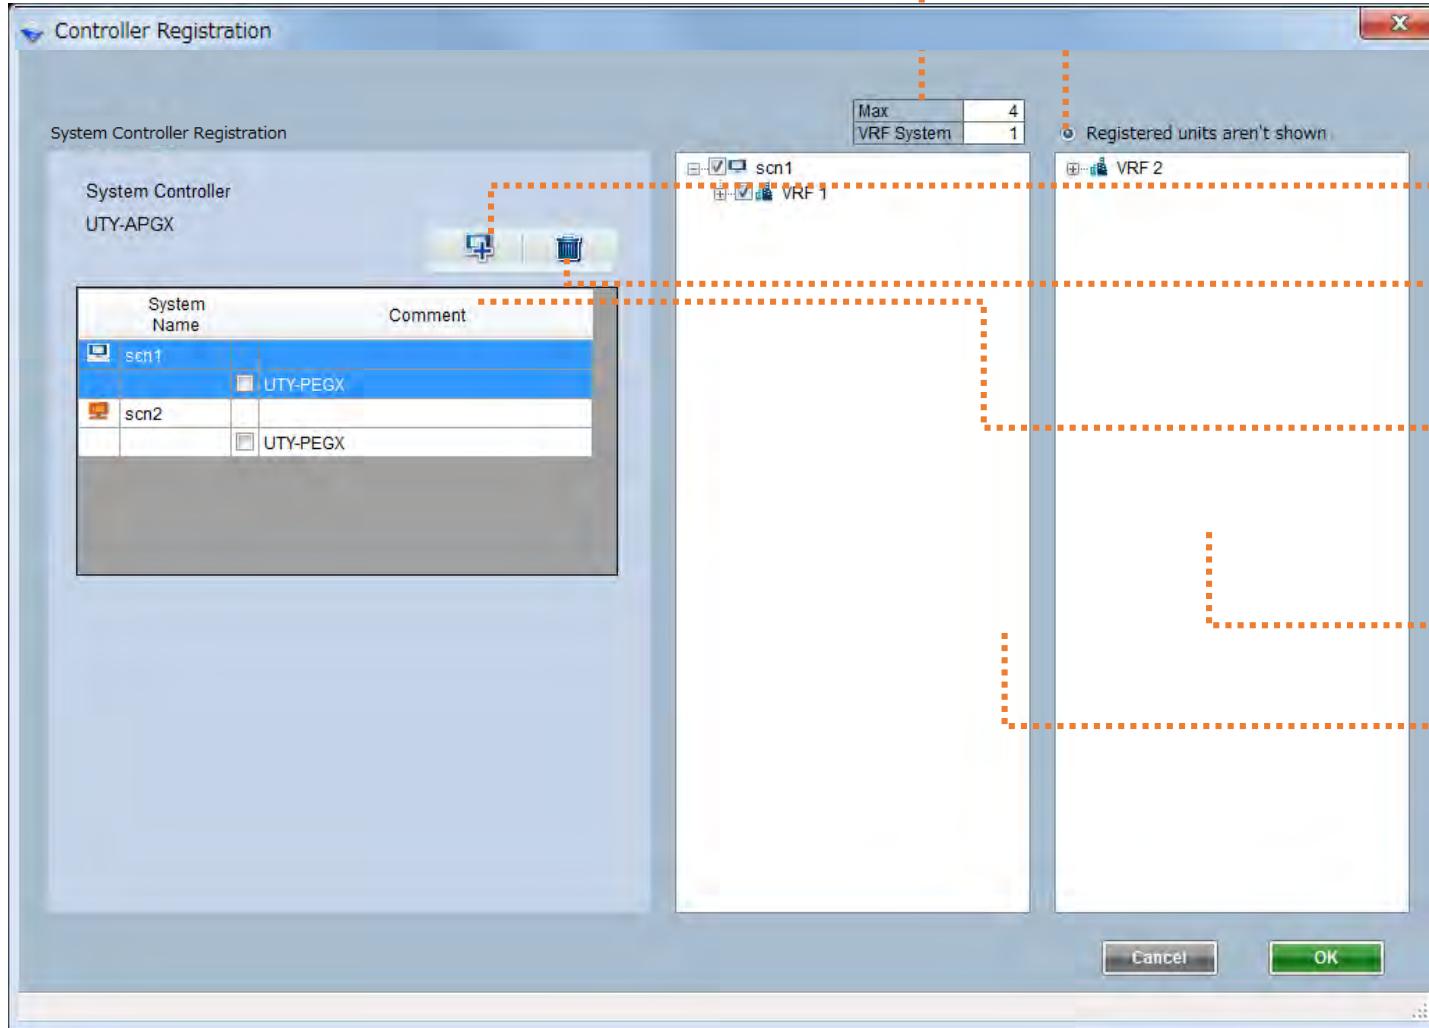 Controller Registration
X
Max 4
VRF System 1
System Controller Registration
Registered units aren't shown
System Controller
UTY-APGX
System Name
Comment
scn1
UTY-PEGX
scn2
UTY-PEGX
scn1
VRF 1
VRF 2
Cancel
OK